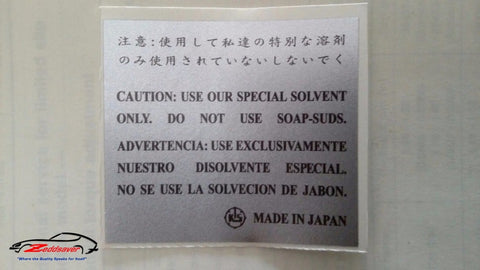 注意:使用して私達の特別な溶剤
のみ使用されていないしないでく
CAUTION: USE OUR SPECIAL SOLVENT
ONLY. DO NOT USE SOAP-SUDS.
ADVERTENCIA: USE EXCLUSIVAMENTE
NUESTRO DISOLVENTE ESPECIAL.
NO SE USE LA SOLVECION DE JABON.
MADE IN JAPAN
Zeddsaver
"Where the Quality Speaks for Itself"